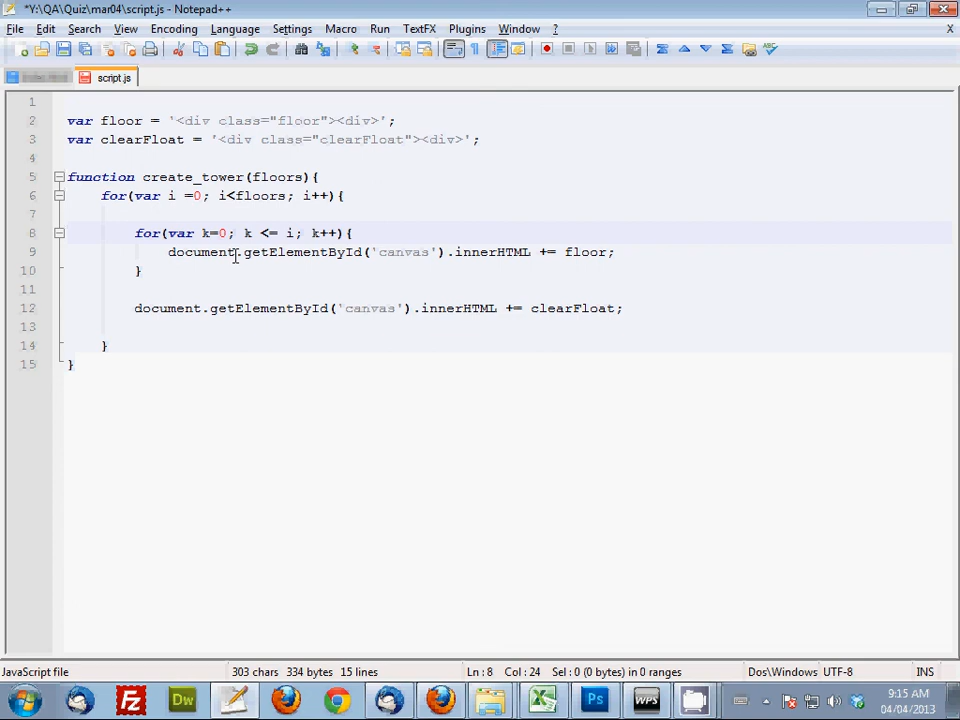 *Y:\QA\Quiz\mar04\script.js - Notepad++
File Edit Search View Encoding Language Settings Macro Run TextFX Plugins Window ? X
script.js
1
2 var floor = '<div class="floor"><div>';
3 var clearFloat = '<div class="clearFloat"><div>';
4
5 function create_tower(floors){
6 for(var i =0; i<floors; i++){
7
8 for(var k=0; k <= i; k++){
9 document.getElementById('canvas').innerHTML += floor;
10 }
11
12 document.getElementById('canvas').innerHTML += clearFloat;
13
14 }
15 }
JavaScript file 303 chars 334 bytes 15 lines Ln : 8 Col : 24 Sel : 0 (0 bytes) in 0 ranges Dos\Windows UTF-8 INS
Dw Ps WPS
9:15 AM
04/04/2013